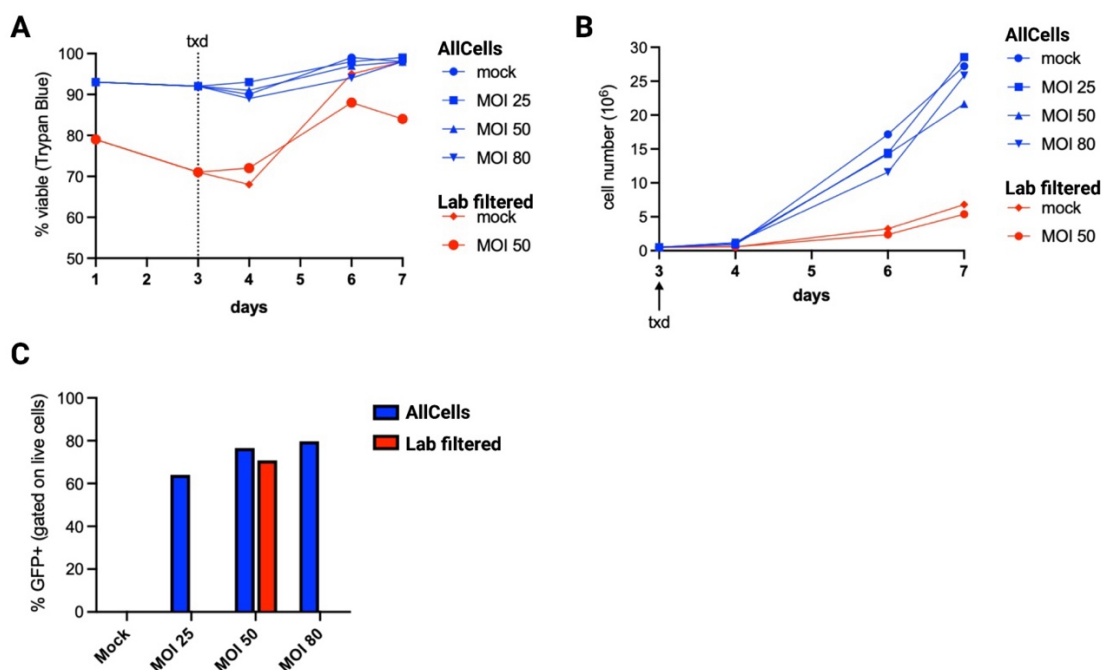 A
txd
% viable (Trypan Blue)
100
90
80
70
60
50
1 2 3 4 5 6 7
days
AllCells
mock
MOI 25
MOI 50
MOI 80
Lab filtered
mock
MOI 50
B
cell number (10⁶)
30
25
20
15
10
5
0
3 4 5 6 7
days
txd
AllCells
mock
MOI 25
MOI 50
MOI 80
Lab filtered
mock
MOI 50
C
% GFP+ (gated on live cells)
100
80
60
40
20
0
Mock MOI 25 MOI 50 MOI 80
AllCells
Lab filtered